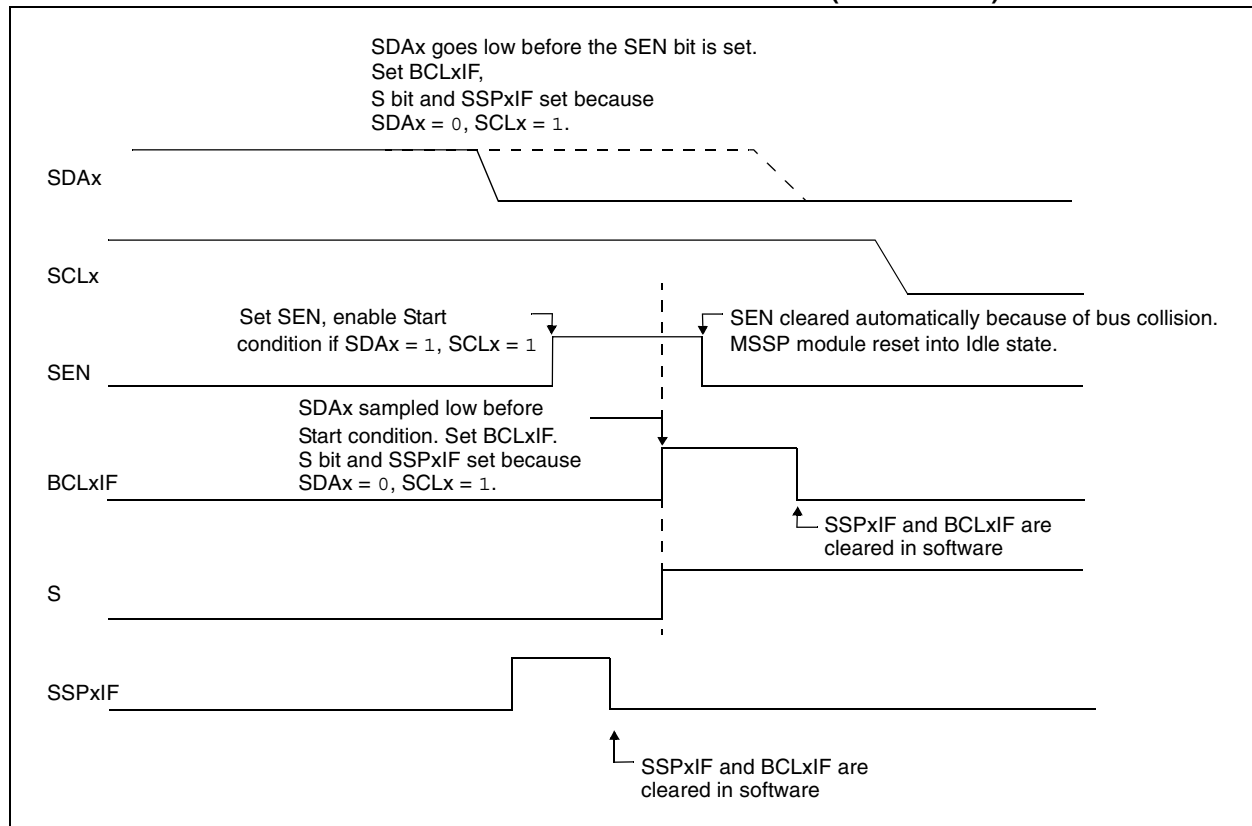 SDAx goes low before the SEN bit is set.
Set BCLxIF,
S bit and SSPxIF set because
SDAx = 0, SCLx = 1.
SDAx
SCLx
Set SEN, enable Start
condition if SDAx = 1, SCLx = 1
SEN cleared automatically because of bus collision.
MSSP module reset into Idle state.
SEN
SDAx sampled low before
Start condition. Set BCLxIF.
S bit and SSPxIF set because
SDAx = 0, SCLx = 1.
BCLxIF
SSPxIF and BCLxIF are
cleared in software
S
SSPxIF
SSPxIF and BCLxIF are
cleared in software